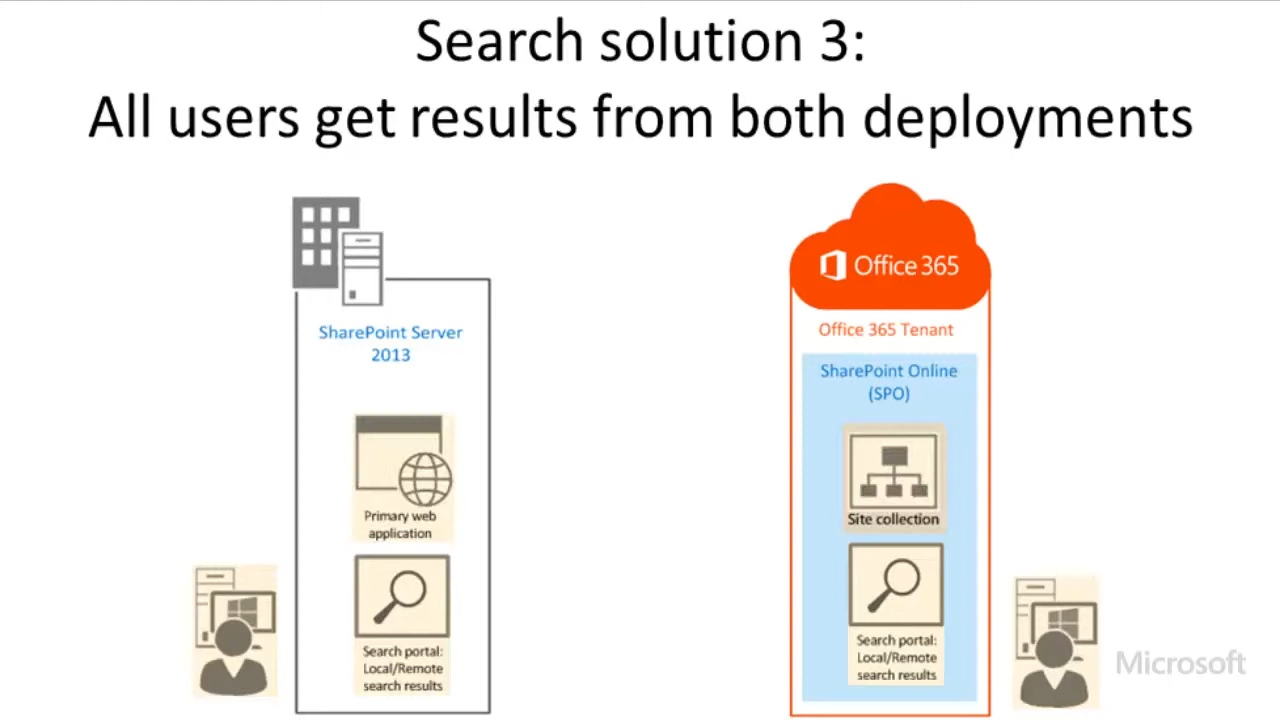 Search solution 3:
All users get results from both deployments
SharePoint Server
2013
Primary web
application
Search portal:
Local/Remote
search results
Office 365
Office 365 Tenant
SharePoint Online
(SPO)
Site collection
Search portal:
Local/Remote
search results
Microsoft